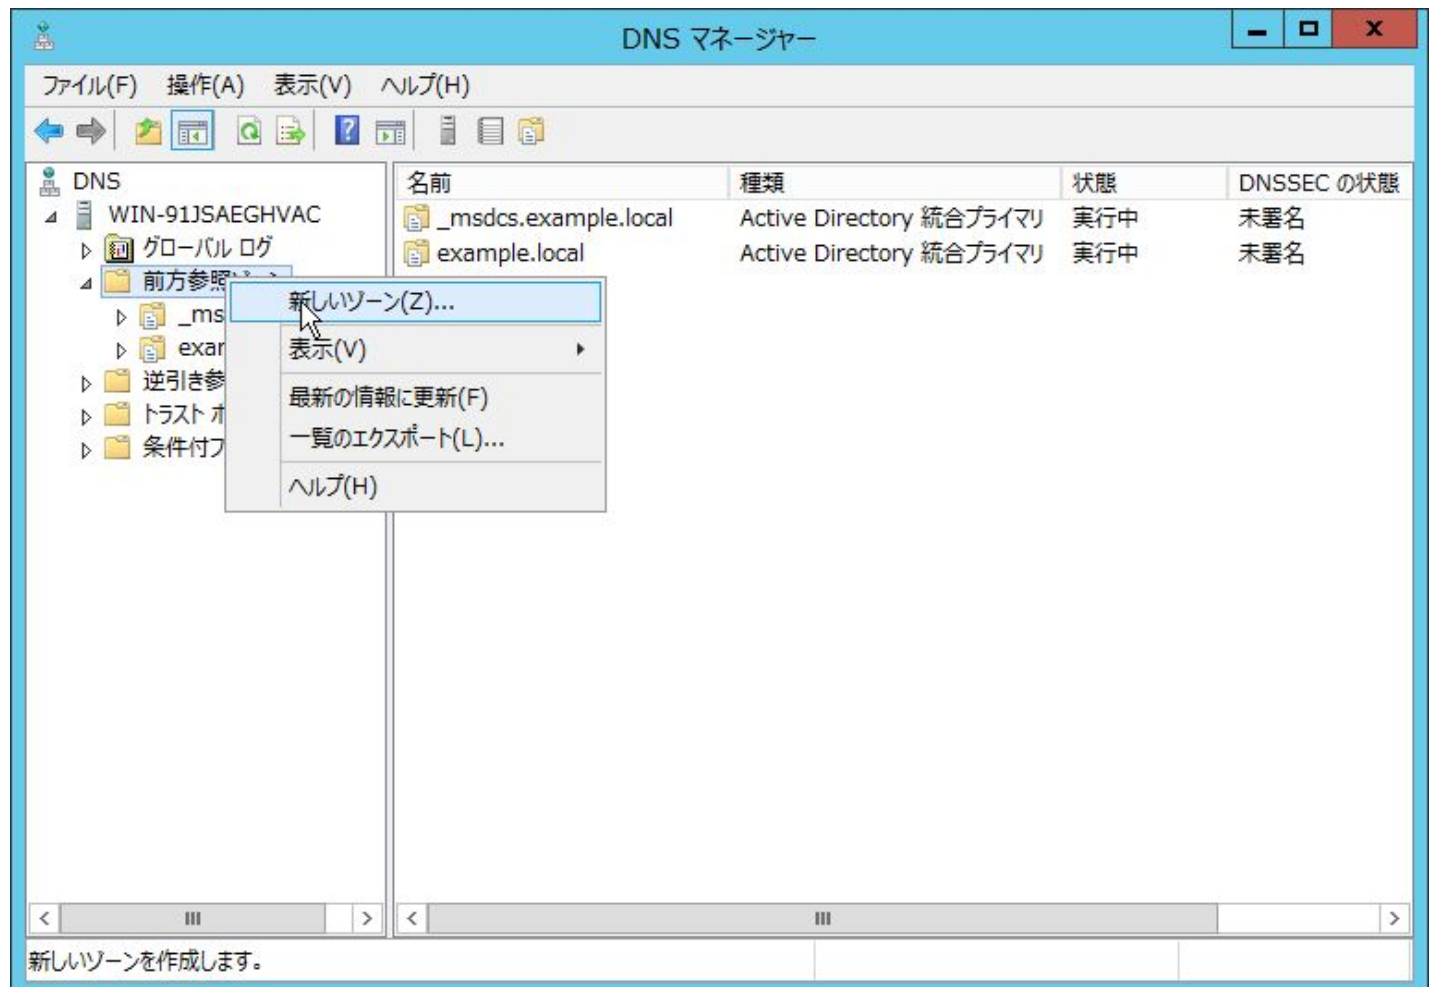 DNS マネージャー
ファイル(F) 操作(A) 表示(V) ヘルプ(H)
DNS
WIN-91JSAEGHVAC
グローバル ログ
前方参照
_ms
exar
逆引き参
トラスト ポ
条件付フ
名前 種類 状態 DNSSEC の状態
_msdcs.example.local Active Directory 統合プライマリ 実行中 未署名
example.local Active Directory 統合プライマリ 実行中 未署名
新しいゾーン(Z)...
表示(V)
最新の情報に更新(F)
一覧のエクスポート(L)...
ヘルプ(H)
新しいゾーンを作成します。